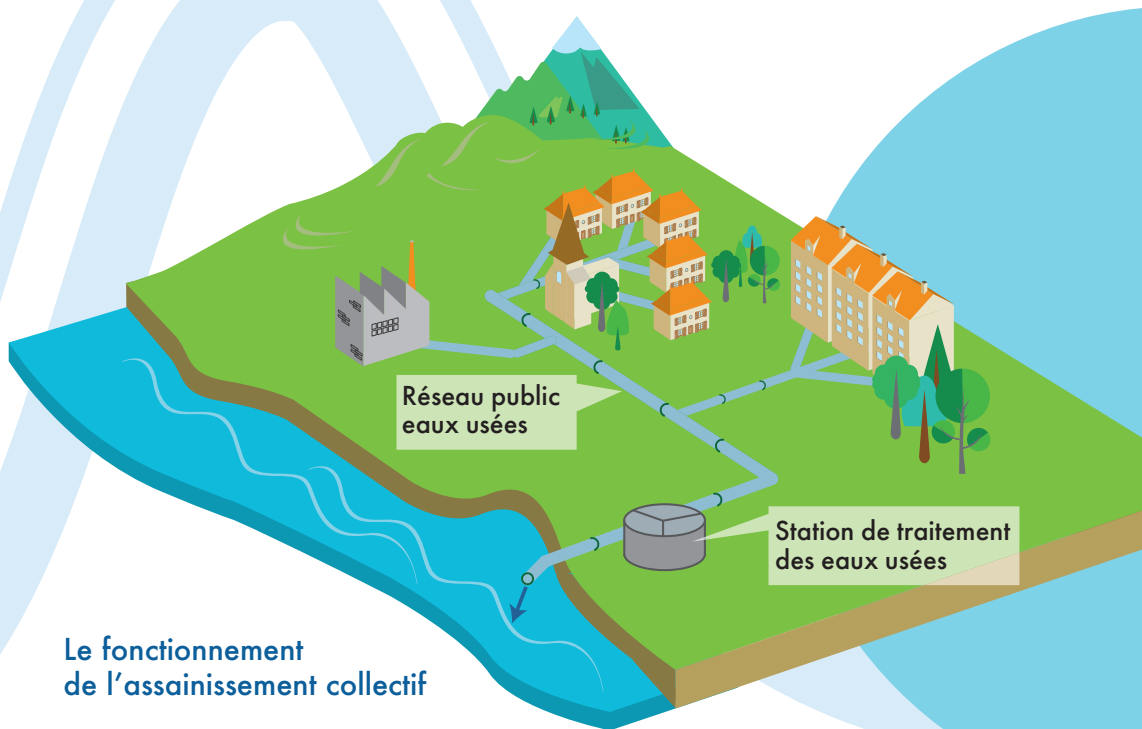 Réseau public
eaux usées
Station de traitement
des eaux usées
Le fonctionnement
de l'assainissement collectif